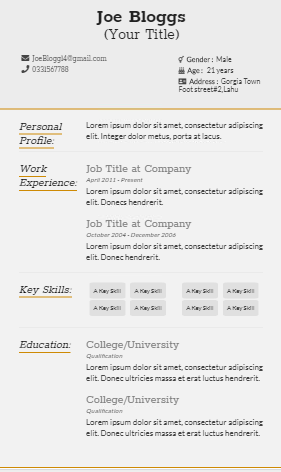 Joe Bloggs
(Your Title)
JoeBloggl4@gmail.com
0331567788
Gender : Male
Age : 21 years
Address : Gorgia Town
Foot street#2,Lahu
Personal
Profile:
Lorem ipsum dolor sit amet, consectetur adipiscing
elit. Integer dolor metus, porta at lacus.
Work
Experience:
Job Title at Company
April 2011 - Present
Lorem ipsum dolor sit amet, consectetur adipiscing
elit. Donecs hendrerit.
Job Title at Company
October 2004 - December 2006
Lorem ipsum dolor sit amet, consectetur adipiscing
elit. Donec hendrerit.
Key Skills:
A Key Skill A Key Skill A Key Skill A Key Skill
A Key Skill A Key Skill A Key Skill A Key Skill
Education:
College/University
Qualification
Lorem ipsum dolor sit amet, consectetur adipiscing
elit. Donec ultricies massa et erat luctus hendrerit.
College/University
Qualification
Lorem ipsum dolor sit amet, consectetur adipiscing
elit. Donec ultricies massa et erat luctus hendrerit.